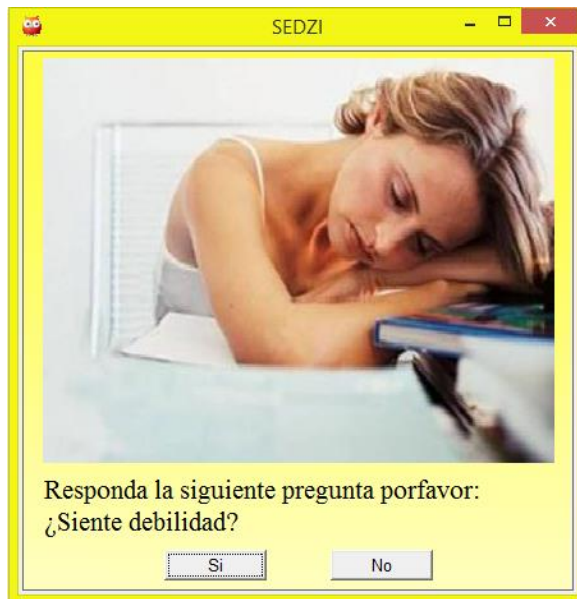 SEDZI
Responda la siguiente pregunta porfavor:
¿Siente debilidad?
Si
No